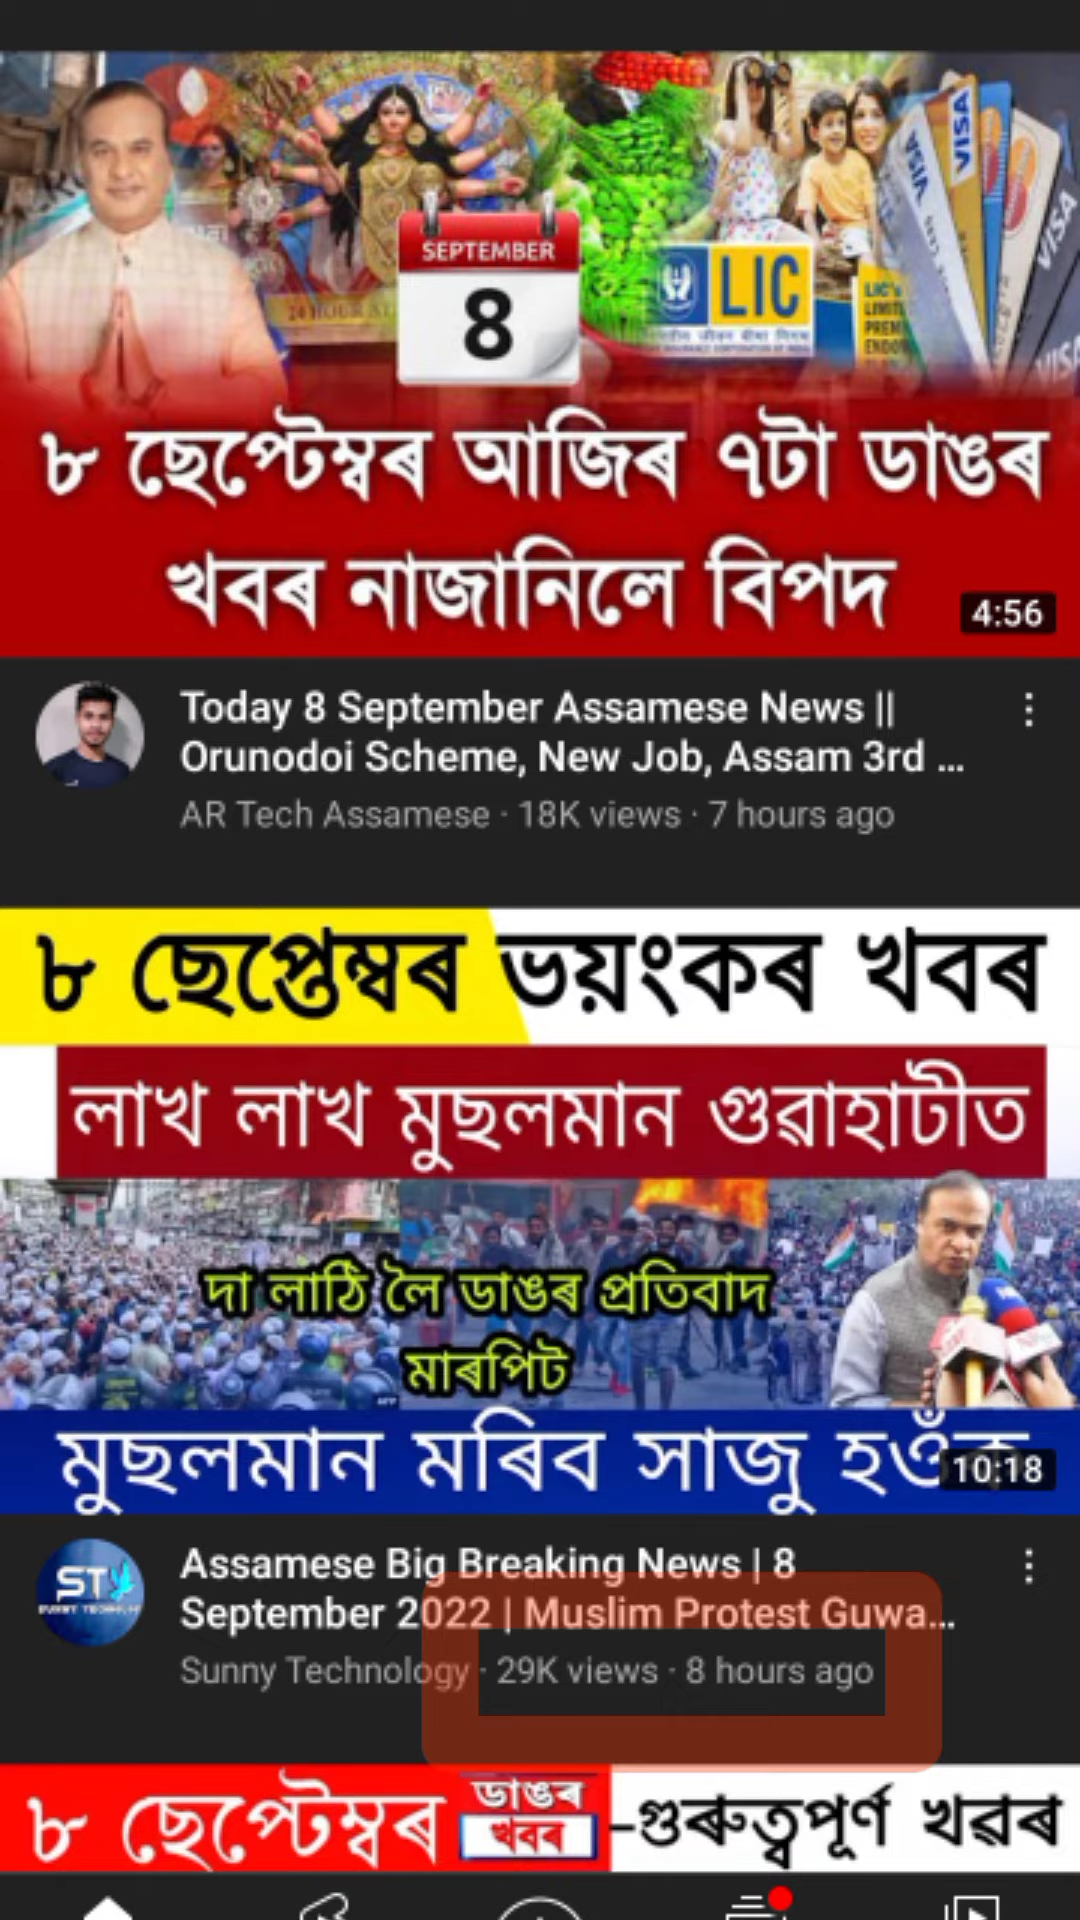 SEPTEMBER
8
LIC
VISA
VISA
VISA
৮ ছেপ্টেম্বৰ আজিৰ ৭টা ডাঙৰ
খবৰ নাজানিলে বিপদ
4:56
Today 8 September Assamese News ||
Orunodoi Scheme, New Job, Assam 3rd ...
AR Tech Assamese · 18K views · 7 hours ago
৮ ছেপ্তেম্বৰ ভয়ংকৰ খবৰ
লাখ লাখ মুছলমান গুৱাহাটীত
দা লাঠি লৈ ডাঙৰ প্ৰতিবাদ
মাৰপিট
মুছলমান মৰিব সাজু হওঁক
10:18
ST
Assamese Big Breaking News | 8
September 2022 | Muslim Protest Guwa...
Sunny Technology · 29K views · 8 hours ago
৮ ছেপ্টেম্বৰ ডাঙৰ খবৰ -গুৰুত্বপূৰ্ণ খৱৰ